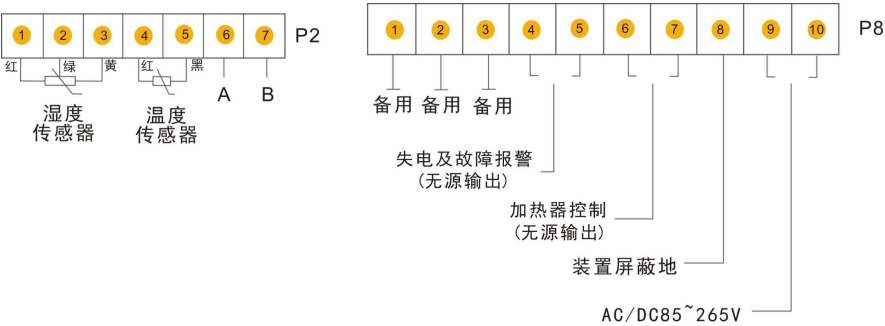 1 2 3 4 5 6 7 P2
红 绿 黄 红 黑
A B
湿度
传感器
温度
传感器
1 2 3 4 5 6 7 8 9 10 P8
备用 备用 备用
失电及故障报警
(无源输出)
加热器控制
(无源输出)
装置屏蔽地
AC/DC85~265V